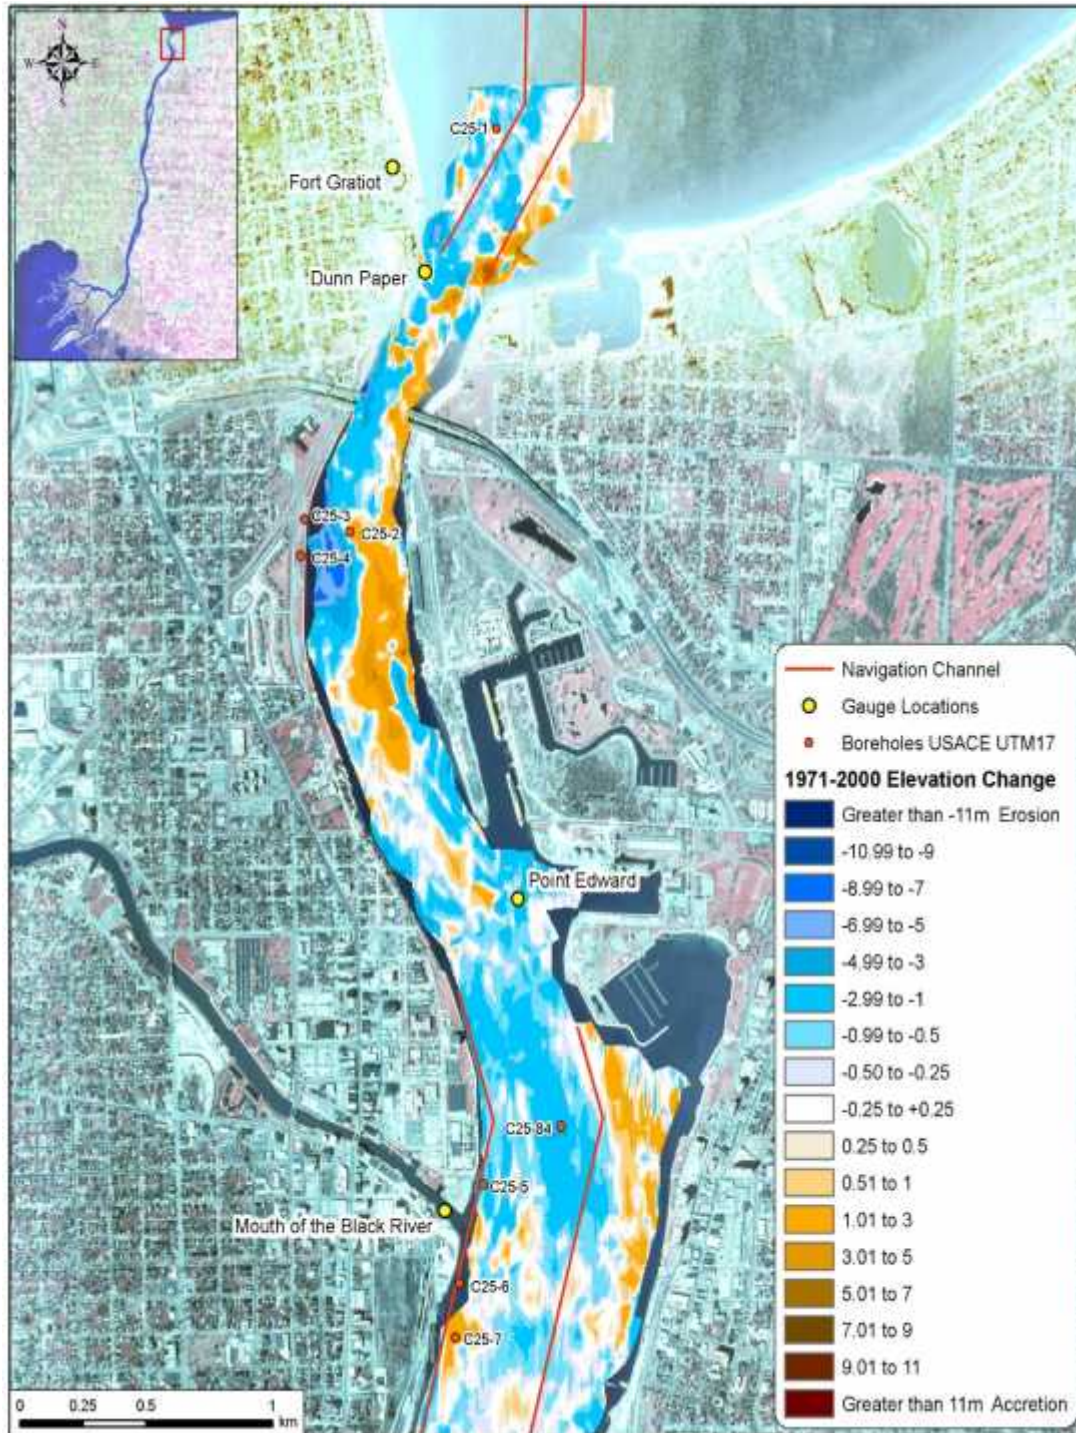 N
W E
C25-1
Fort Gratiot
Dunn Paper
C25-3
C25-2
C25-4
Point Edward
C25-84
C25-5
Mouth of the Black River
C25-6
C25-7
Navigation Channel
Gauge Locations
Boreholes USACE UTM17
1971-2000 Elevation Change
Greater than -11m Erosion
-10.99 to -9
-8.99 to -7
-6.99 to -5
-4.99 to -3
-2.99 to -1
-0.99 to -0.5
-0.50 to -0.25
-0.25 to +0.25
0.25 to 0.5
0.51 to 1
1.01 to 3
3.01 to 5
5.01 to 7
7.01 to 9
9.01 to 11
Greater than 11m Accretion
0 0.25 0.5 1
km